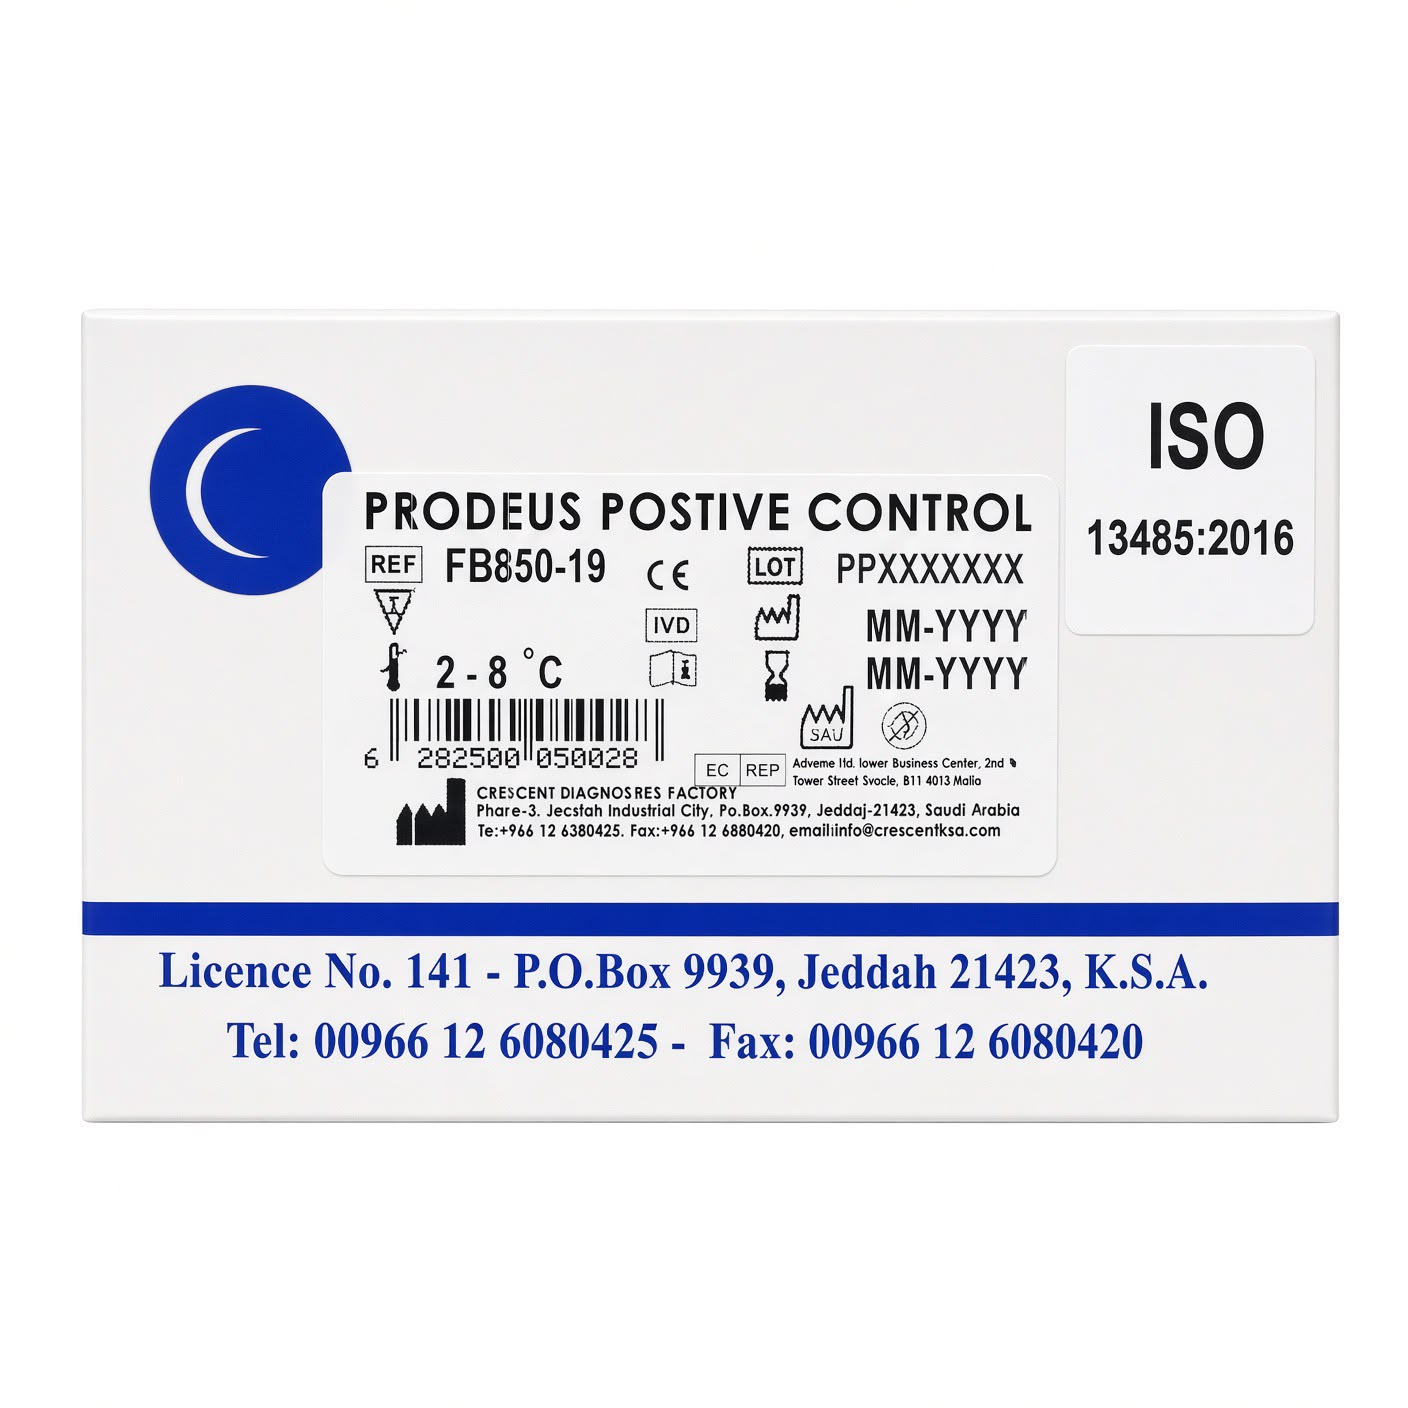 ISO
13485:2016
PRODEUS POSTIVE CONTROL
REF FB850-19 CE LOT PPXXXXXXX
IVD MM-YYYY
2 - 8 °C i MM-YYYY
SAU
6 282500 050028
EC REP Adveme ltd. lower Business Center, 2nd
Tower Street Svocle, B11 4013 Malia
CRESCENT DIAGNOSRES FACTORY
Phare-3. Jecstah Industrial City, Po.Box.9939, Jeddaj-21423, Saudi Arabia
Te:+966 12 6380425. Fax:+966 12 6880420, email:info@crescentksa.com
Licence No. 141 - P.O.Box 9939, Jeddah 21423, K.S.A.
Tel: 00966 12 6080425 - Fax: 00966 12 6080420